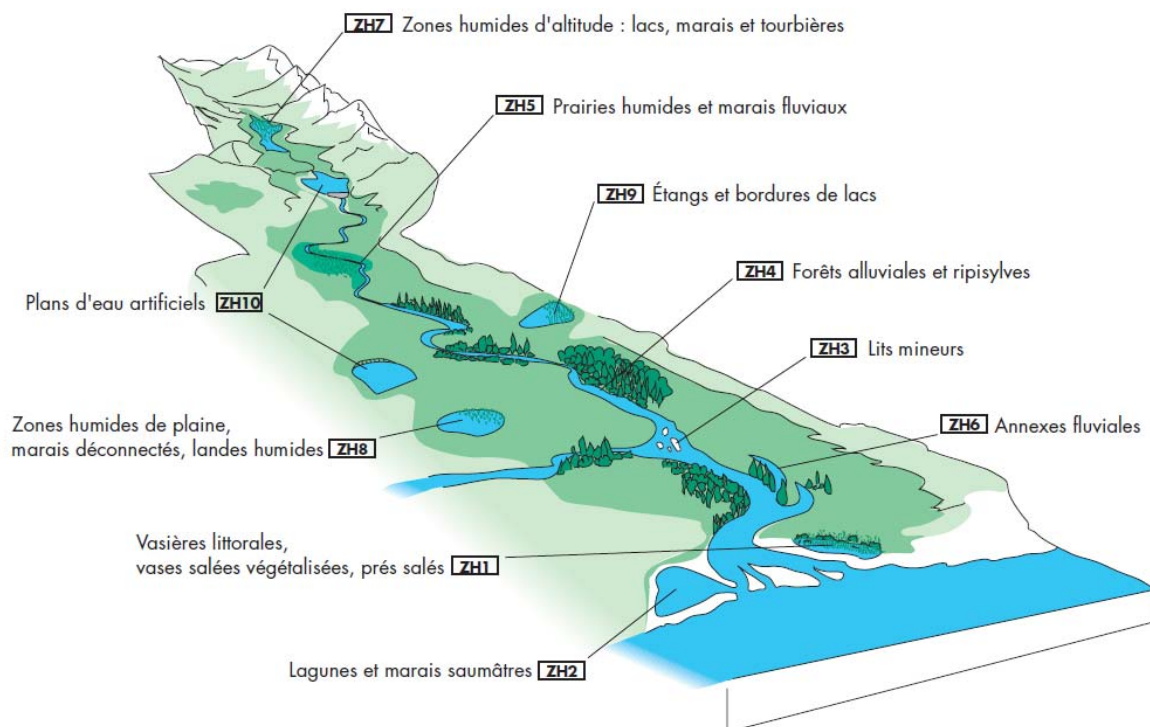 ZH7 Zones humides d'altitude : lacs, marais et tourbières
ZH5 Prairies humides et marais fluviaux
ZH9 Étangs et bordures de lacs
ZH4 Forêts alluviales et ripisylves
Plans d'eau artificiels ZH10
ZH3 Lits mineurs
Zones humides de plaine,
marais déconnectés, landes humides ZH8
ZH6 Annexes fluviales
Vasières littorales,
vases salées végétalisées, prés salés ZH1
Lagunes et marais saumâtres ZH2